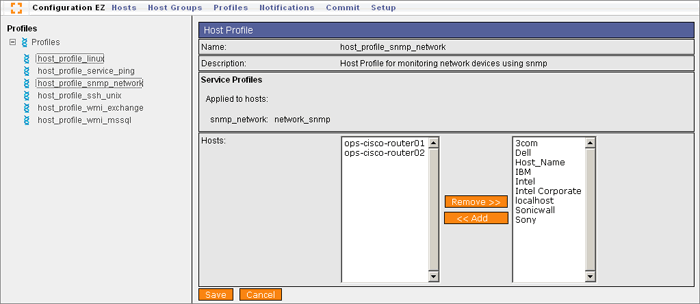 Configuration EZ Hosts Host Groups Profiles Notifications Commit Setup
Profiles
Profiles
host_profile_linux
host_profile_service_ping
host_profile_snmp_network
host_profile_ssh_unix
host_profile_wmi_exchange
host_profile_wmi_mssql
Host Profile
Name: host_profile_snmp_network
Description: Host Profile for monitoring network devices using snmp
Service Profiles
Applied to hosts:
snmp_network: network_snmp
Hosts:
ops-cisco-router01
ops-cisco-router02
Remove >>
<< Add
3com
Dell
Host_Name
IBM
Intel
Intel Corporate
localhost
Sonicwall
Sony
Save Cancel